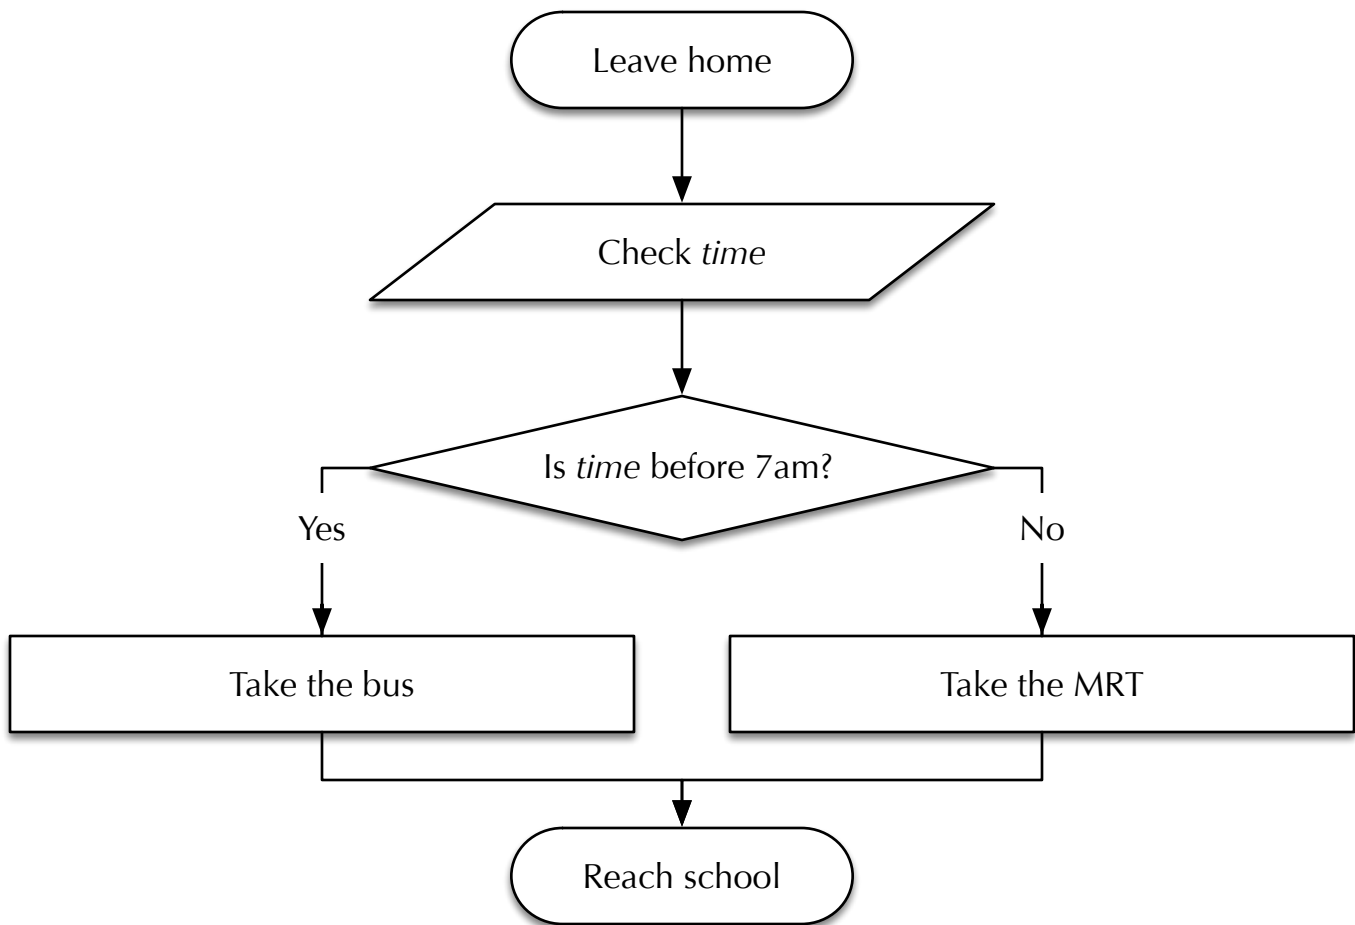 Leave home
Check time
Is time before 7am?
Yes
No
Take the bus
Take the MRT
Reach school